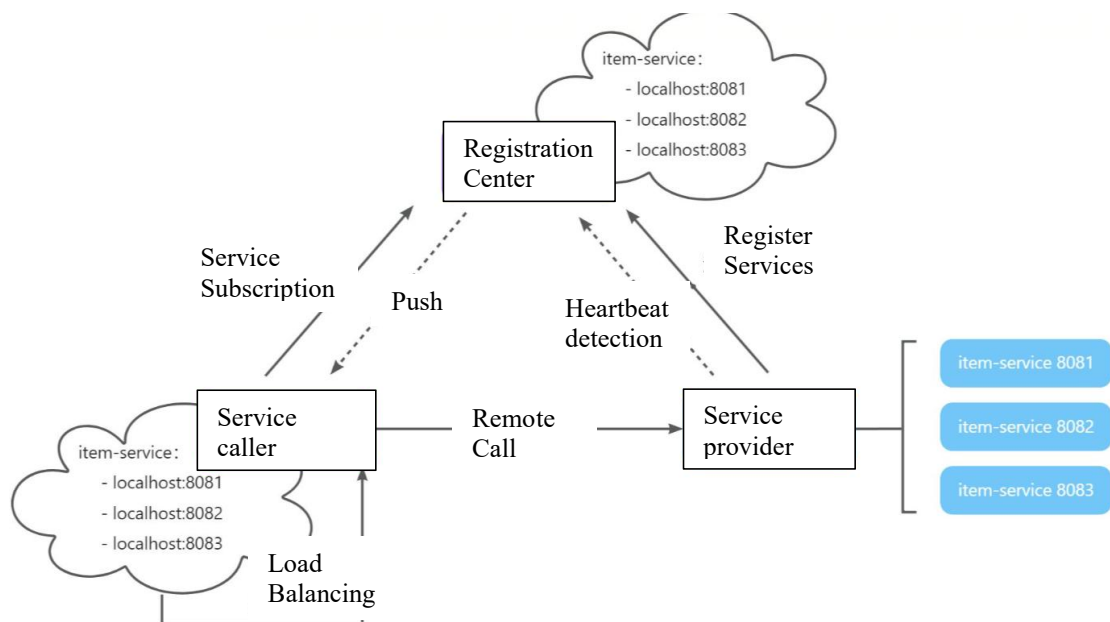 item-service:
- localhost:8081
- localhost:8082
- localhost:8083
Registration
Center
Service
Subscription
Push
Heartbeat
detection
Register
Services
Service
caller
Remote
Call
Service
provider
item-service 8081
item-service 8082
item-service 8083
item-service:
- localhost:8081
- localhost:8082
- localhost:8083
Load
Balancing